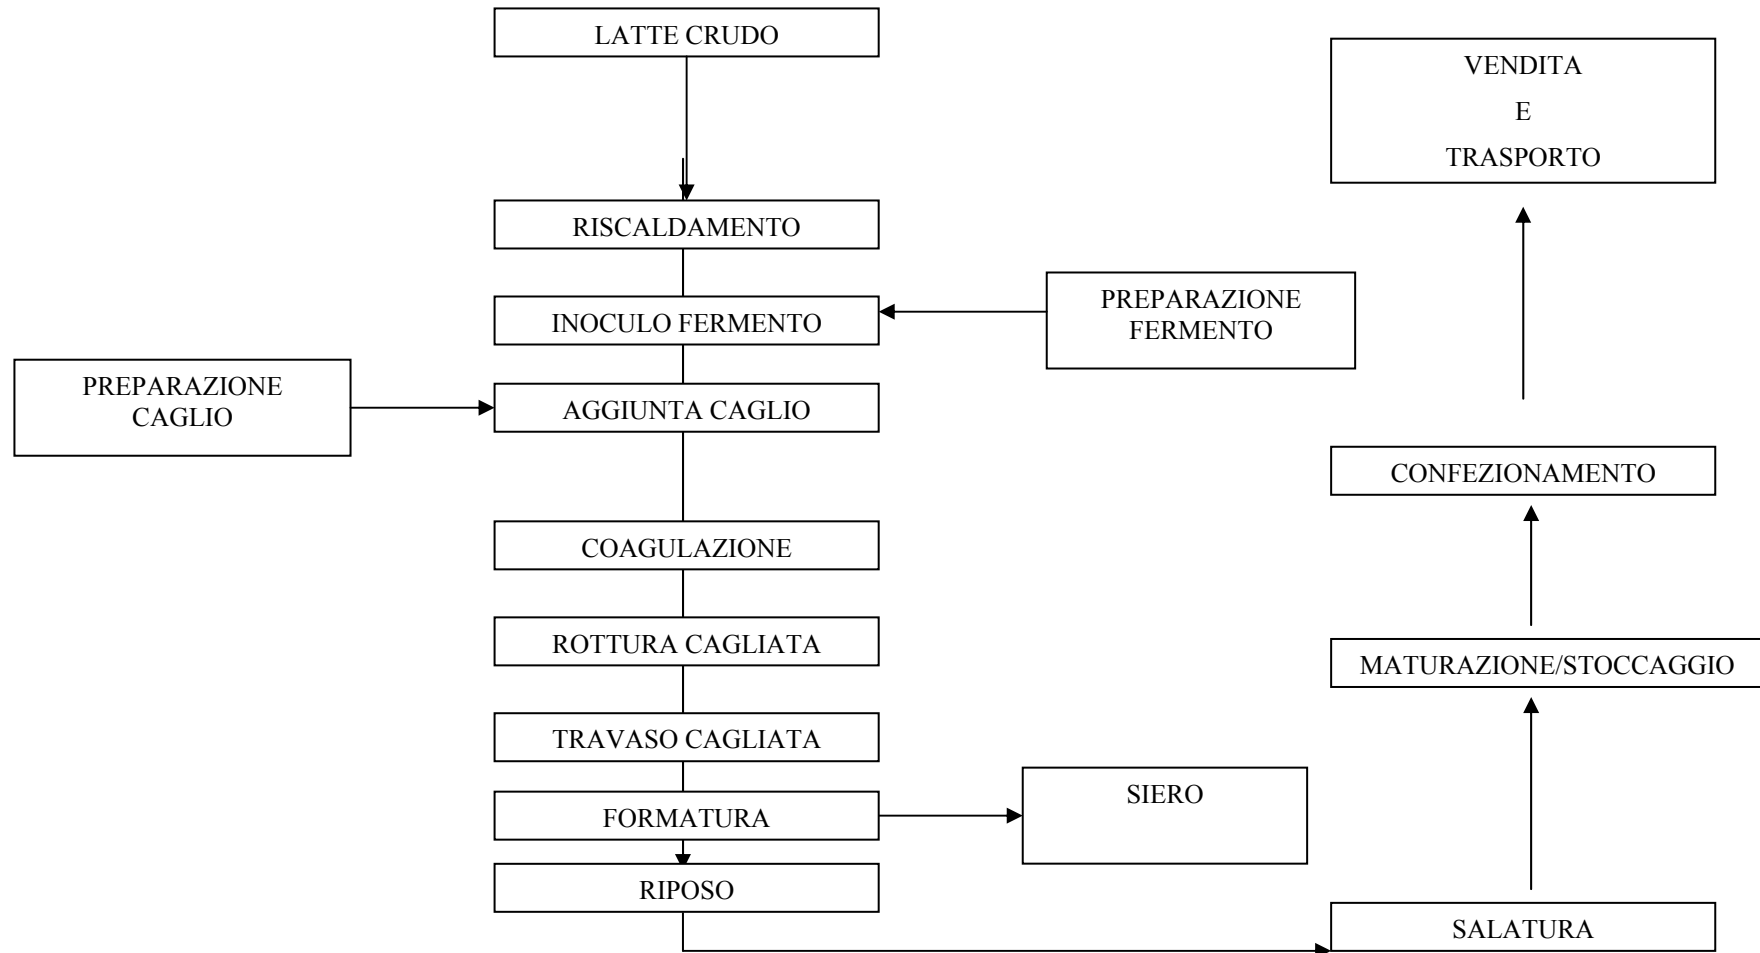 LATTE CRUDO
RISCALDAMENTO
INOCULO FERMENTO
PREPARAZIONE
FERMENTO
PREPARAZIONE
CAGLIO
AGGIUNTA CAGLIO
COAGULAZIONE
ROTTURA CAGLIATA
TRAVASO CAGLIATA
FORMATURA
SIERO
RIPOSO
SALATURA
MATURAZIONE/STOCCAGGIO
CONFEZIONAMENTO
VENDITA
E
TRASPORTO